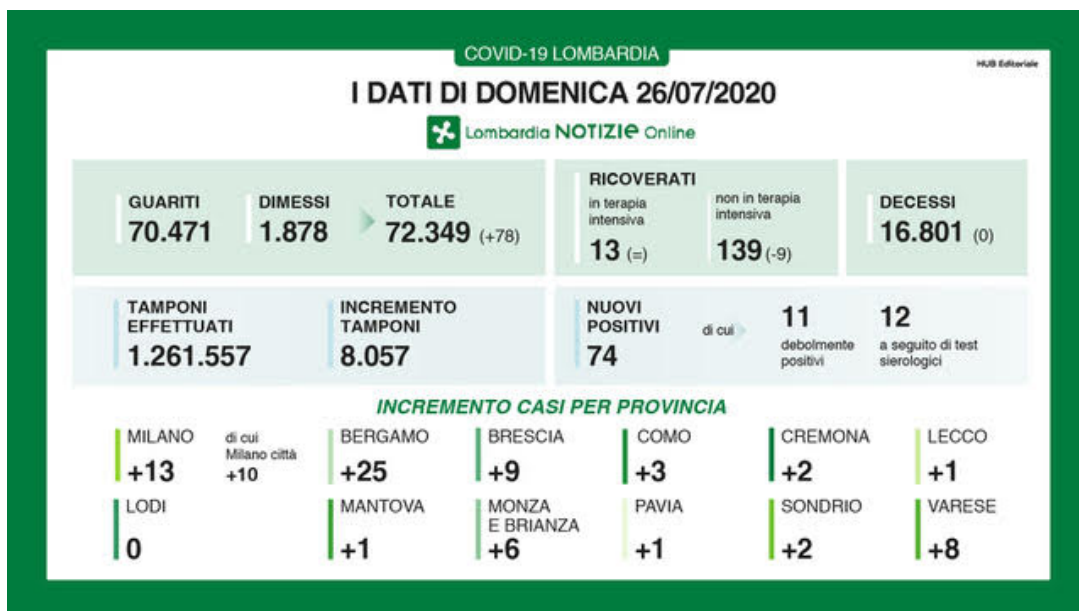 COVID-19 LOMBARDIA
HUB Editoriale
I DATI DI DOMENICA 26/07/2020
Lombardia NOTIZIE Online
GUARITI
70.471
DIMESSI
1.878
TOTALE
72.349 (+78)
RICOVERATI
in terapia
intensiva
13 (=)
non in terapia
intensiva
139 (-9)
DECESSI
16.801 (0)
TAMPONI
EFFETTUATI
1.261.557
INCREMENTO
TAMPONI
8.057
NUOVI
POSITIVI
74
di cui
11
debolmente
positivi
12
a seguito di test
sierologici
INCREMENTO CASI PER PROVINCIA
MILANO
+13
di cui
Milano città
+10
BERGAMO
+25
BRESCIA
+9
COMO
+3
CREMONA
+2
LECCO
+1
LODI
0
MANTOVA
+1
MONZA
E BRIANZA
+6
PAVIA
+1
SONDRIO
+2
VARESE
+8